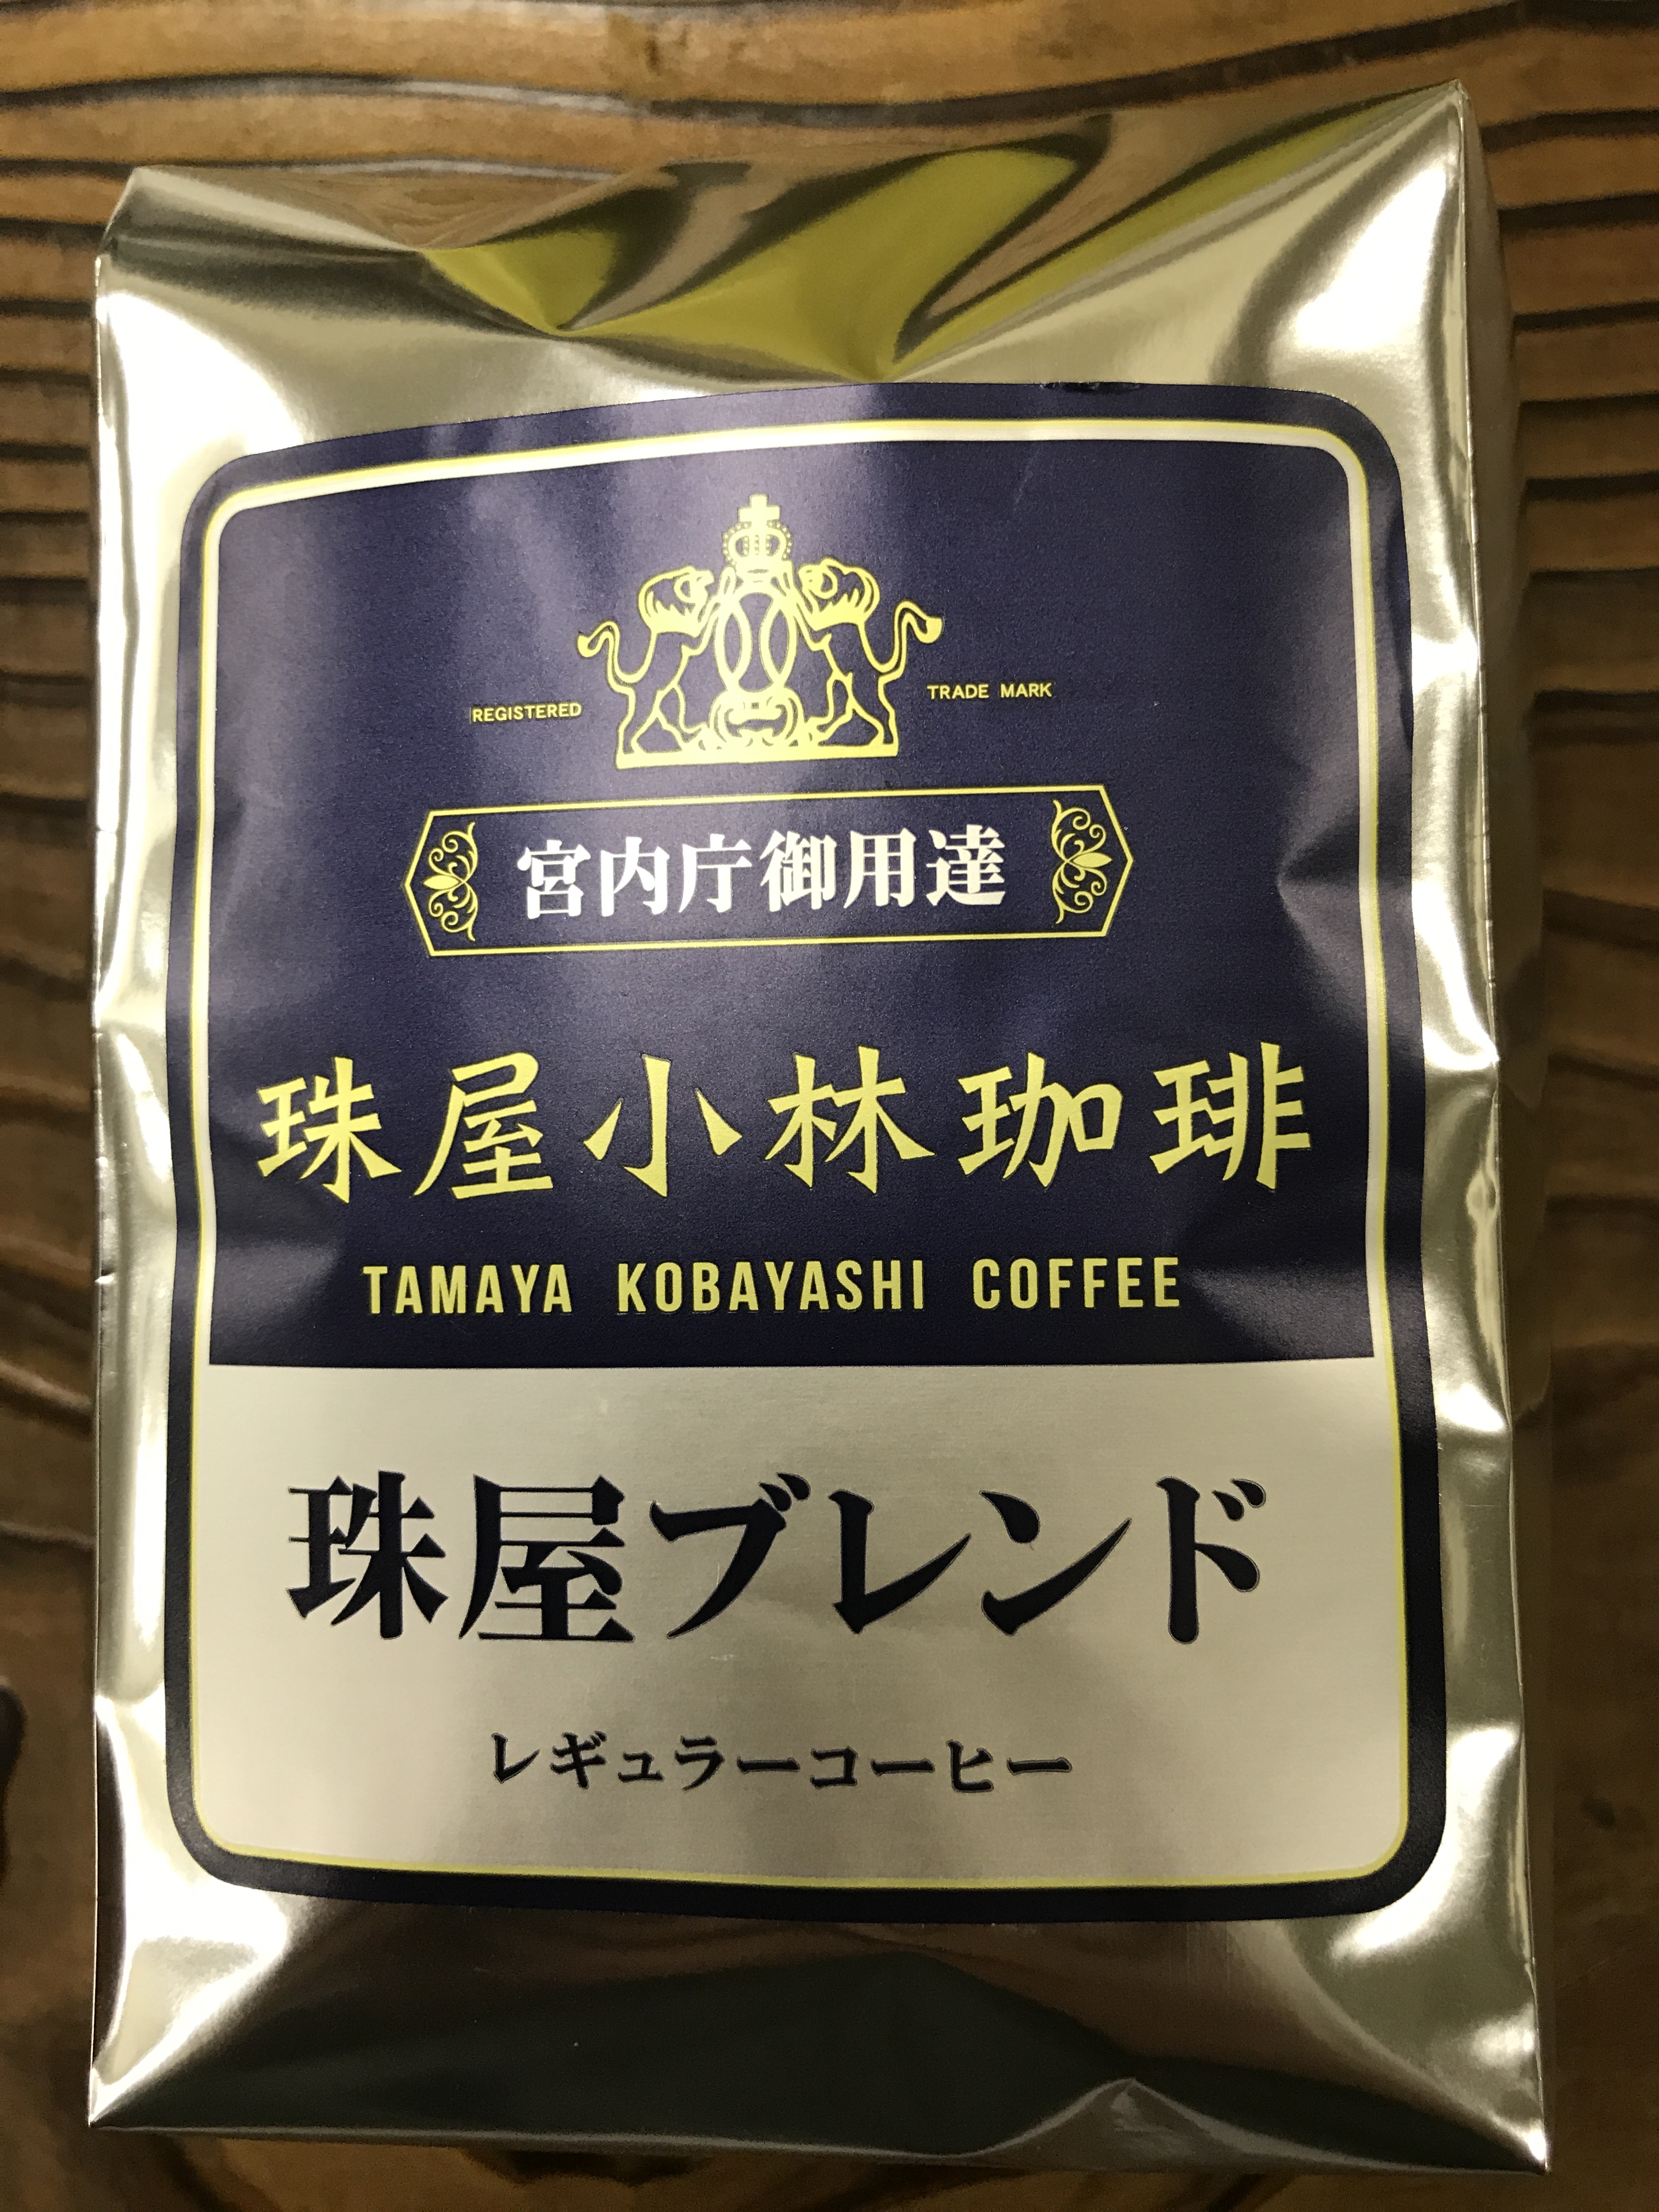 REGISTERED TRADE MARK
宮内庁御用達
珠屋小林珈琲
TAMAYA KOBAYASHI COFFEE
珠屋ブレンド
レギュラーコーヒー